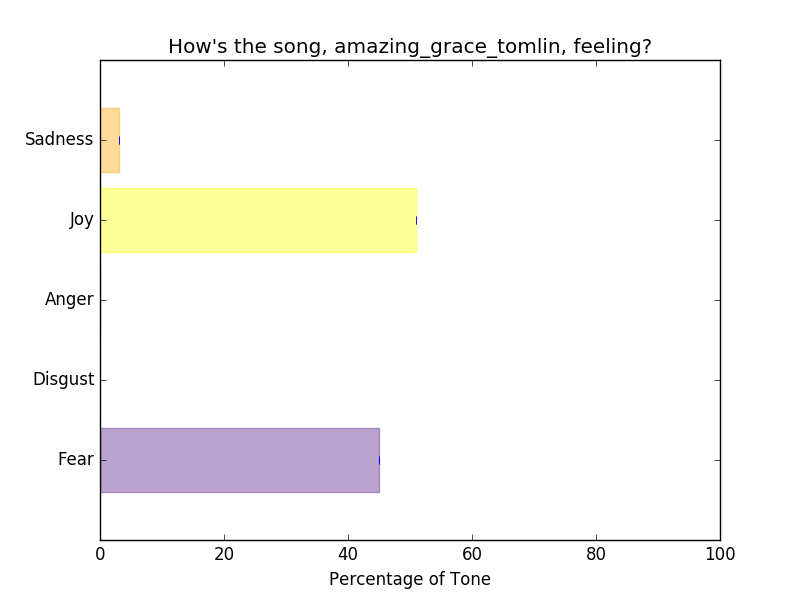 How's the song, amazing_grace_tomlin, feeling?
Sadness
Joy
Anger
Disgust
Fear
0 20 40 60 80 100
Percentage of Tone